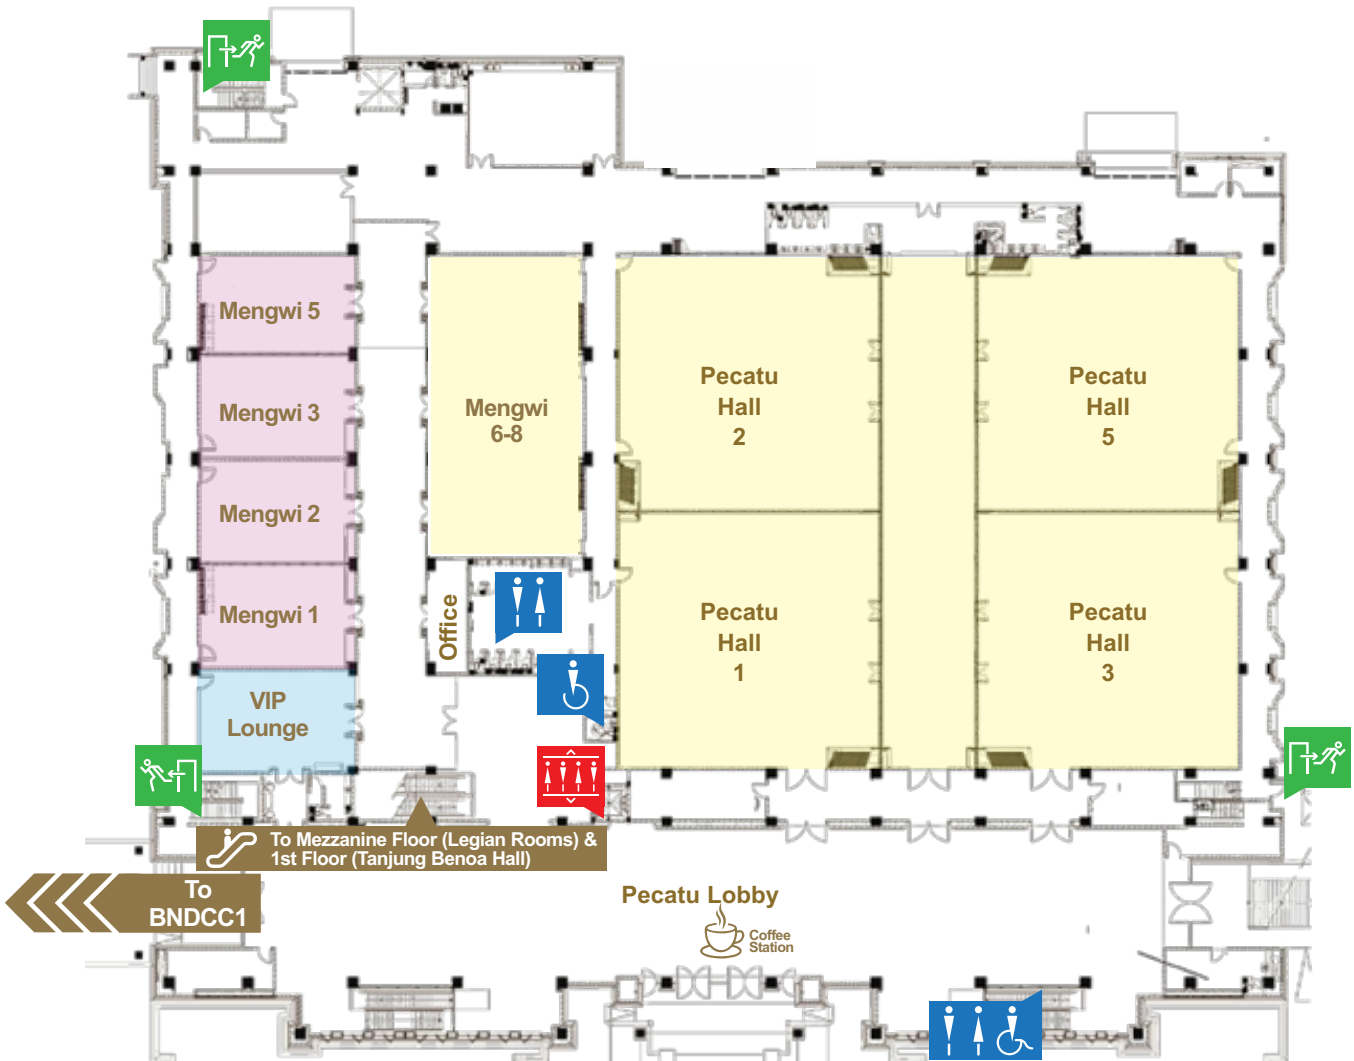 Mengwi 5
Mengwi 3
Mengwi 2
Mengwi 1
VIP
Lounge
Mengwi
6-8
Office
Pecatu
Hall
2
Pecatu
Hall
5
Pecatu
Hall
1
Pecatu
Hall
3
To Mezzanine Floor (Legian Rooms) &
1st Floor (Tanjung Benoa Hall)
To
BNDCC1
Pecatu Lobby
Coffee
Station